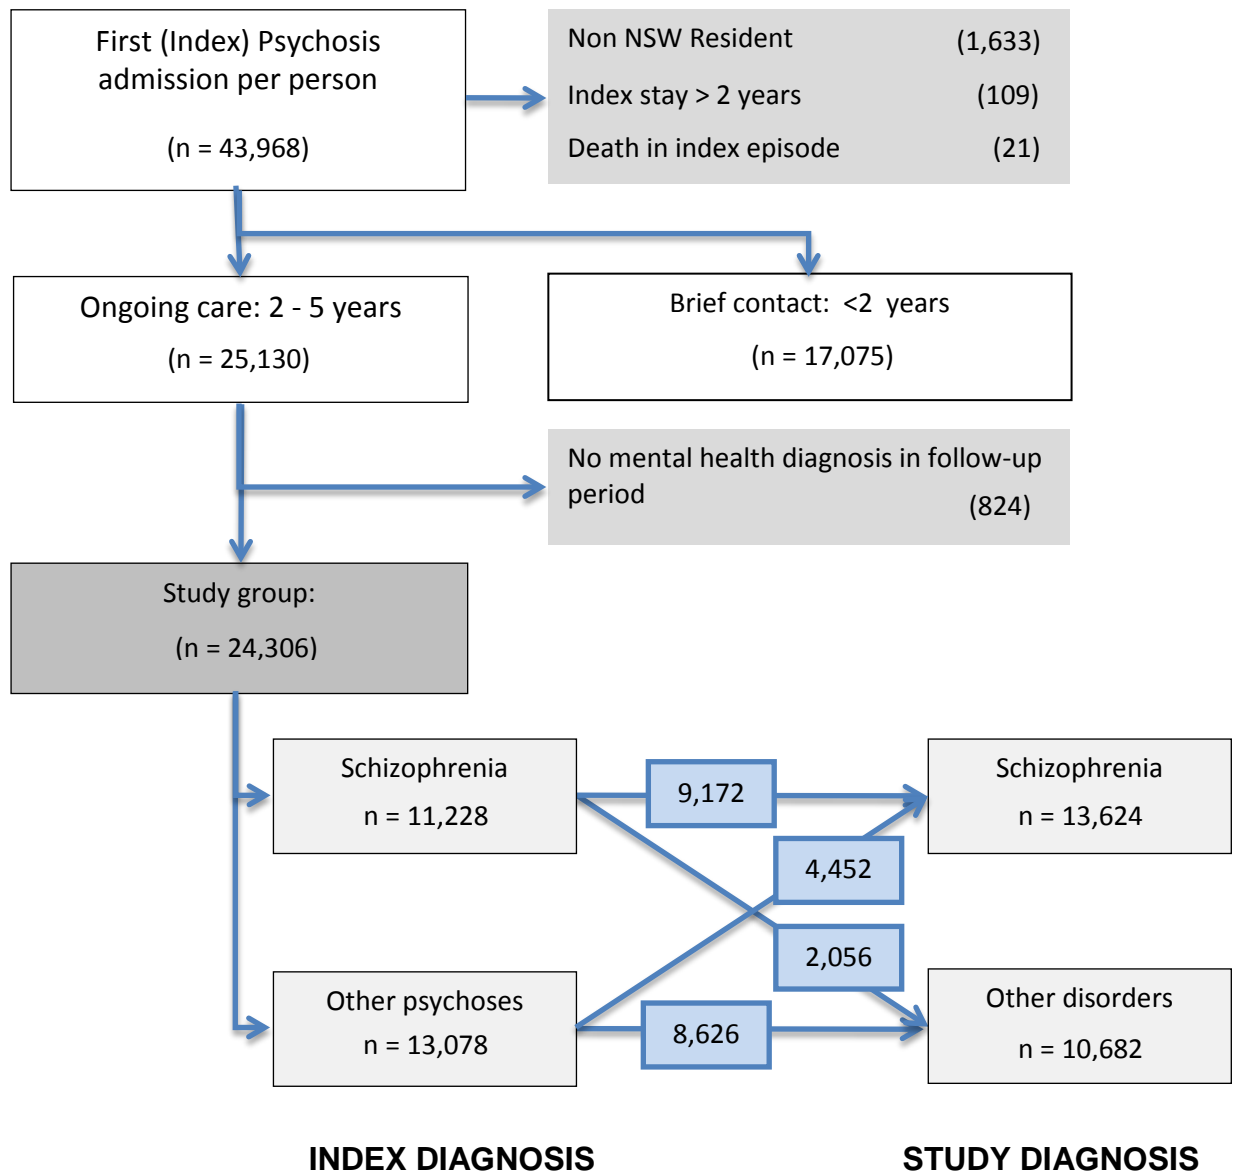 First (Index) Psychosis
admission per person
(n = 43,968)
Non NSW Resident (1,633)
Index stay > 2 years (109)
Death in index episode (21)
Ongoing care: 2 - 5 years
(n = 25,130)
Brief contact: <2 years
(n = 17,075)
No mental health diagnosis in follow-up
period (824)
Study group:
(n = 24,306)
Schizophrenia
n = 11,228
9,172
Schizophrenia
n = 13,624
4,452
2,056
Other psychoses
n = 13,078
8,626
Other disorders
n = 10,682
INDEX DIAGNOSIS
STUDY DIAGNOSIS